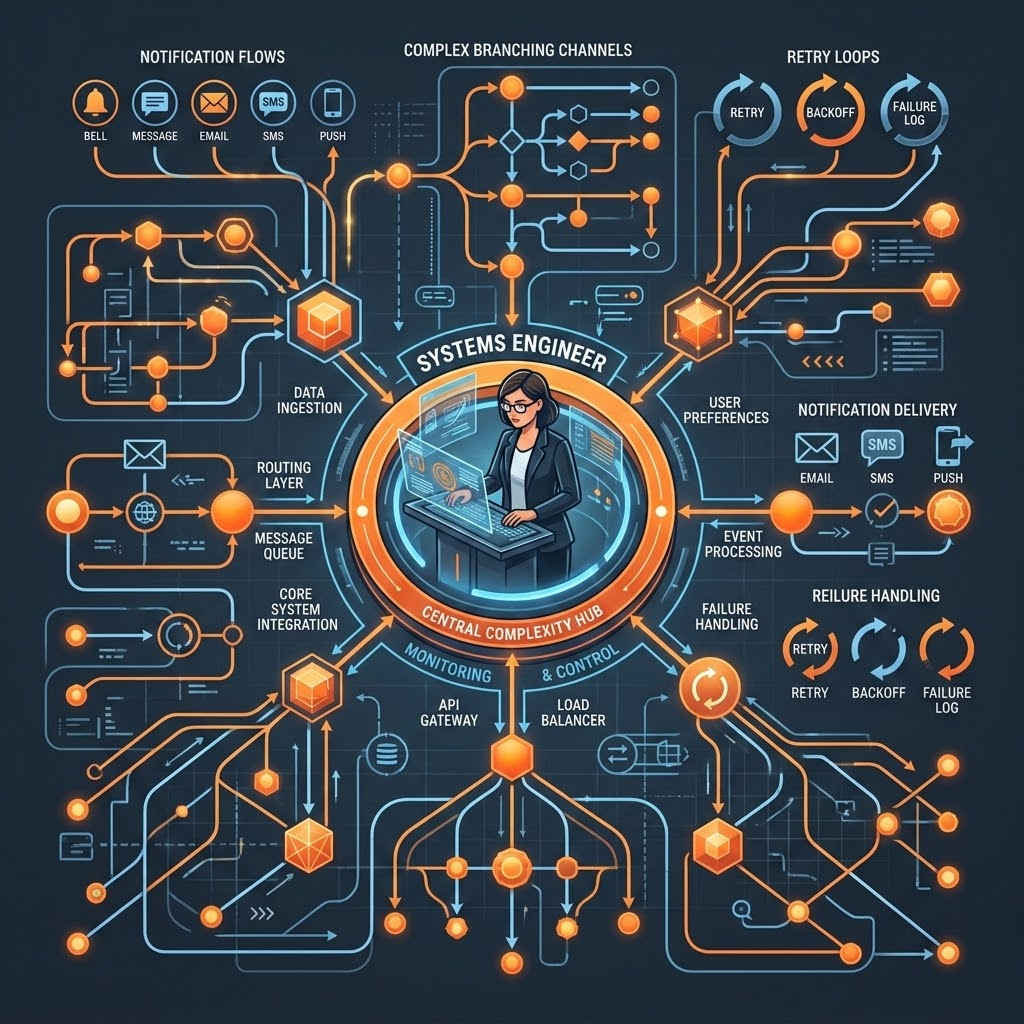 NOTIFICATION FLOWS
COMPLEX BRANCHING CHANNELS
RETRY LOOPS
BELL
MESSAGE
EMAIL
SMS
SMS
PUSH
RETRY
BACKOFF
FAILURE
LOG
SYSTEMS ENGINEER
DATA
INGESTION
USER
PREFERENCES
NOTIFICATION DELIVERY
SMS
EMAIL
SMS
PUSH
ROUTING
LAYER
MESSAGE
QUEUE
EVENT
PROCESSING
CORE
SYSTEM
INTEGRATION
FAILURE
HANDLING
REILURE HANDLING
RETRY
RETRY
BACKOFF
FAILURE
LOG
CENTRAL COMPLEXITY HUB
MONITORING & CONTROL
API
GATEWAY
LOAD
BALANCER